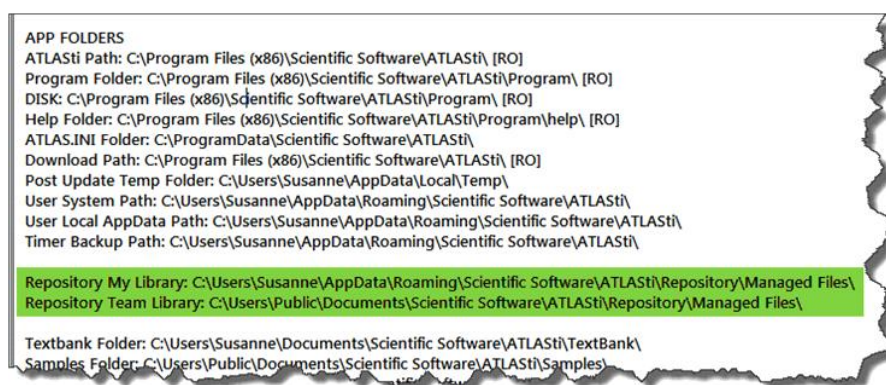 APP FOLDERS
ATLASti Path: C:\Program Files (x86)\Scientific Software\ATLASti\ [RO]
Program Folder: C:\Program Files (x86)\Scientific Software\ATLASti\Program\ [RO]
DISK: C:\Program Files (x86)\Scientific Software\ATLASti\Program\ [RO]
Help Folder: C:\Program Files (x86)\Scientific Software\ATLASti\Program\help\ [RO]
ATLAS.INI Folder: C:\ProgramData\Scientific Software\ATLASti\
Download Path: C:\Program Files (x86)\Scientific Software\ATLASti\ [RO]
Post Update Temp Folder: C:\Users\Susanne\AppData\Local\Temp\
User System Path: C:\Users\Susanne\AppData\Roaming\Scientific Software\ATLASti\
User Local AppData Path: C:\Users\Susanne\AppData\Roaming\Scientific Software\ATLASti\
Timer Backup Path: C:\Users\Susanne\AppData\Roaming\Scientific Software\ATLASti\
Repository My Library: C:\Users\Susanne\AppData\Roaming\Scientific Software\ATLASti\Repository\Managed Files\
Repository Team Library: C:\Users\Public\Documents\Scientific Software\ATLASti\Repository\Managed Files\
Textbank Folder: C:\Users\Susanne\Documents\Scientific Software\ATLASti\TextBank\
Samples Folder: C:\Users\Public\Documents\Scientific Software\ATLASti\Samples\